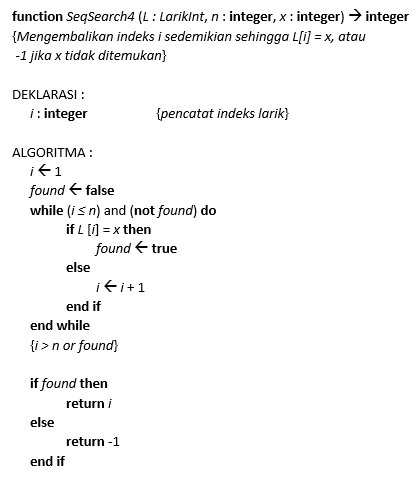 function SeqSearch4 (L : LarikInt, n : integer, x : integer) → integer
{Mengembalikan indeks i sedemikian sehingga L[i] = x, atau
-1 jika x tidak ditemukan}
DEKLARASI :
i : integer {pencatat indeks larik}
ALGORITMA :
i ← 1
found ← false
while (i ≤ n) and (not found) do
if L [i] = x then
found ← true
else
i ← i + 1
end if
end while
{i > n or found}
if found then
return i
else
return -1
end if